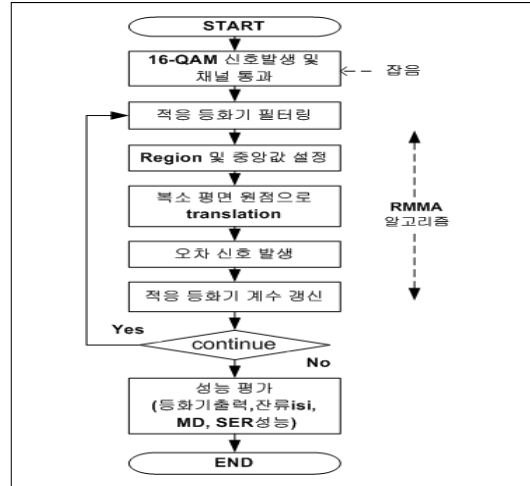 START
16-QAM 신호발생 및
채널 통과
<- - 잡음
적응 등화기 필터링
Region 및 중앙값 설정
복소 평면 원점으로
translation
RMMA
알고리즘
오차 신호 발생
적응 등화기 계수 갱신
Yes
continue
No
성능 평가
(등화기출력,잔류isi,
MD, SER성능)
END